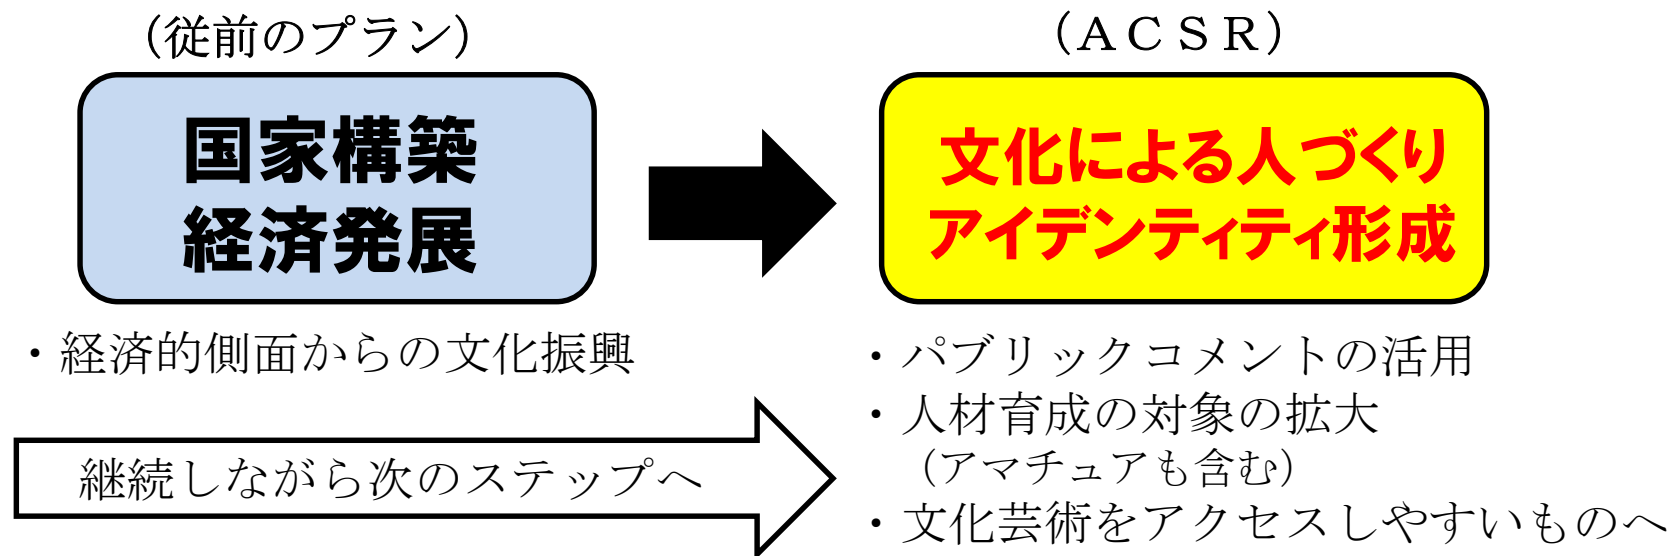 （従前のプラン）
国家構築
経済発展
・経済的側面からの文化振興
継続しながら次のステップへ
（ＡＣＳＲ）
文化による人づくり
アイデンティティ形成
・パブリックコメントの活用
・人材育成の対象の拡大
（アマチュアも含む）
・文化芸術をアクセスしやすいものへ